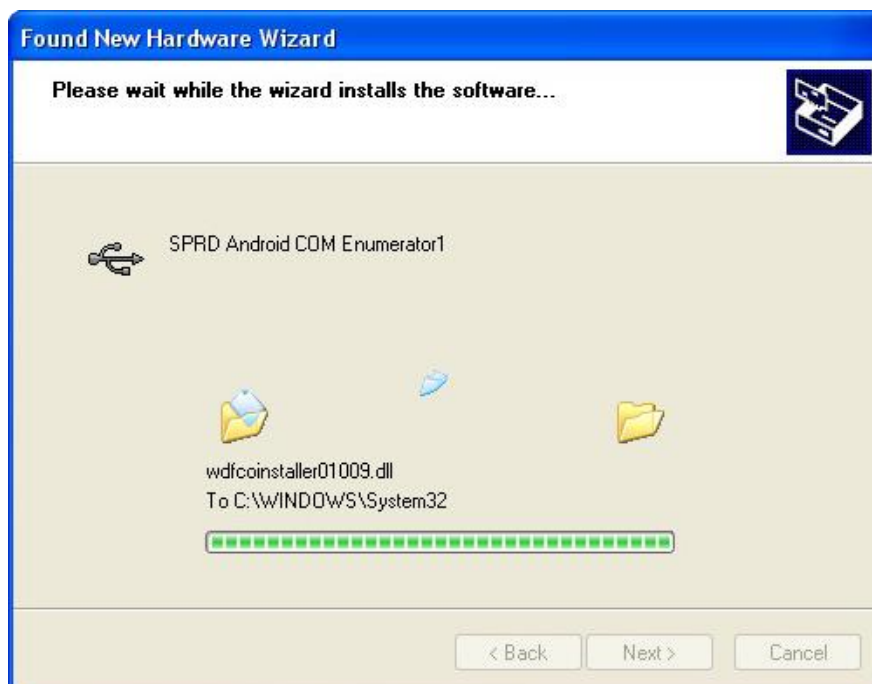 Found New Hardware Wizard
Please wait while the wizard installs the software...
SPRD Android COM Enumerator1
wdfcoinstaller01009.dll
To C:\WINDOWS\System32
< Back
Next >
Cancel